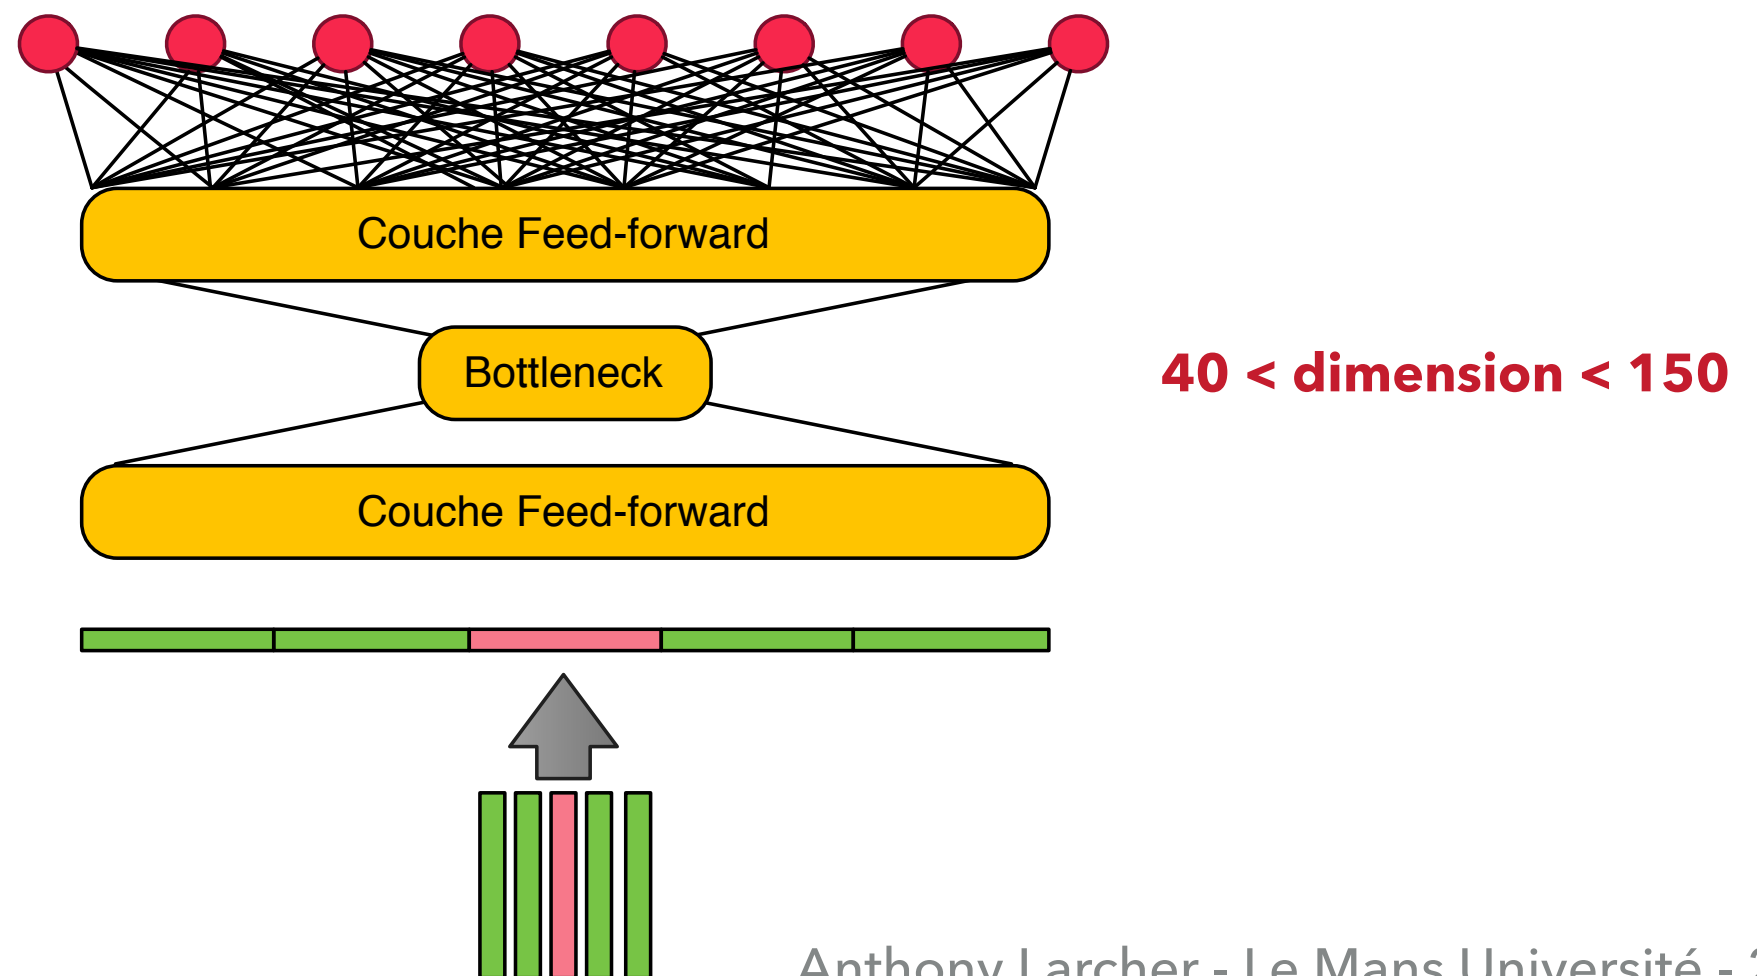 Couche Feed-forward
Bottleneck
40 < dimension < 150
Couche Feed-forward
Anthony Larcher - Le Mans Université -